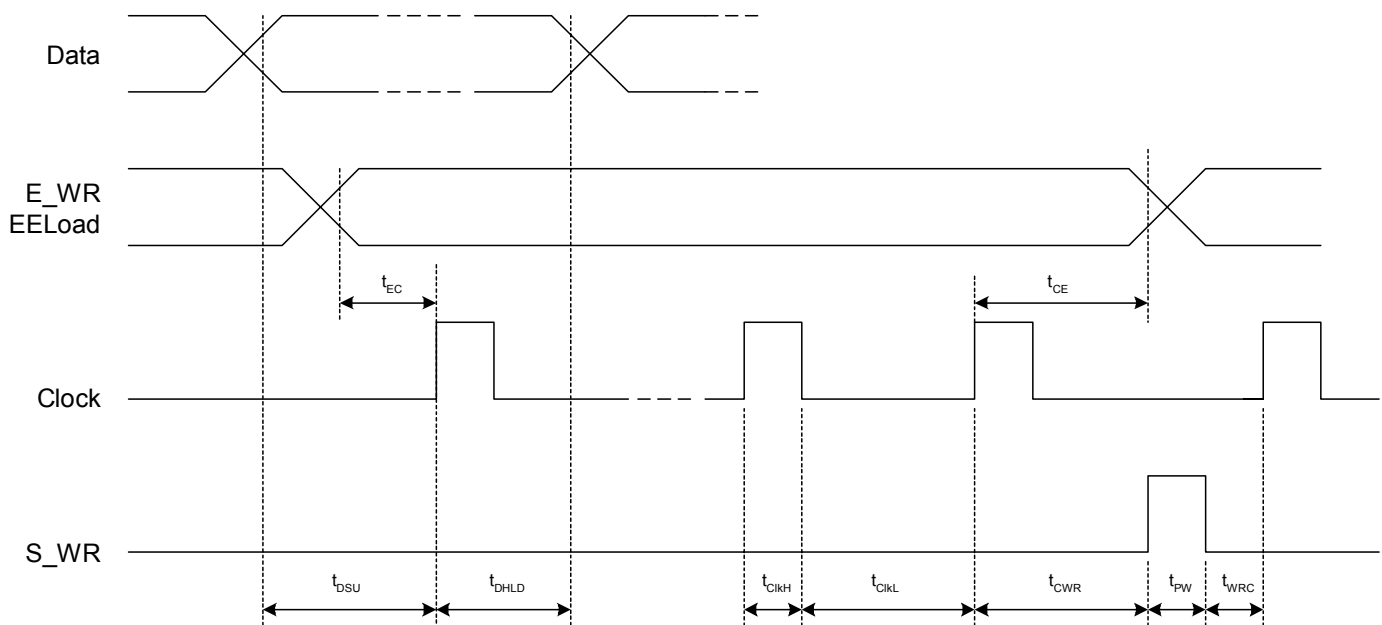 Data
E_WR
EELoad
tEC
tCE
Clock
S_WR
tDSU
tDHLD
tClkH
tClkL
tCWR
tPW
tWRC